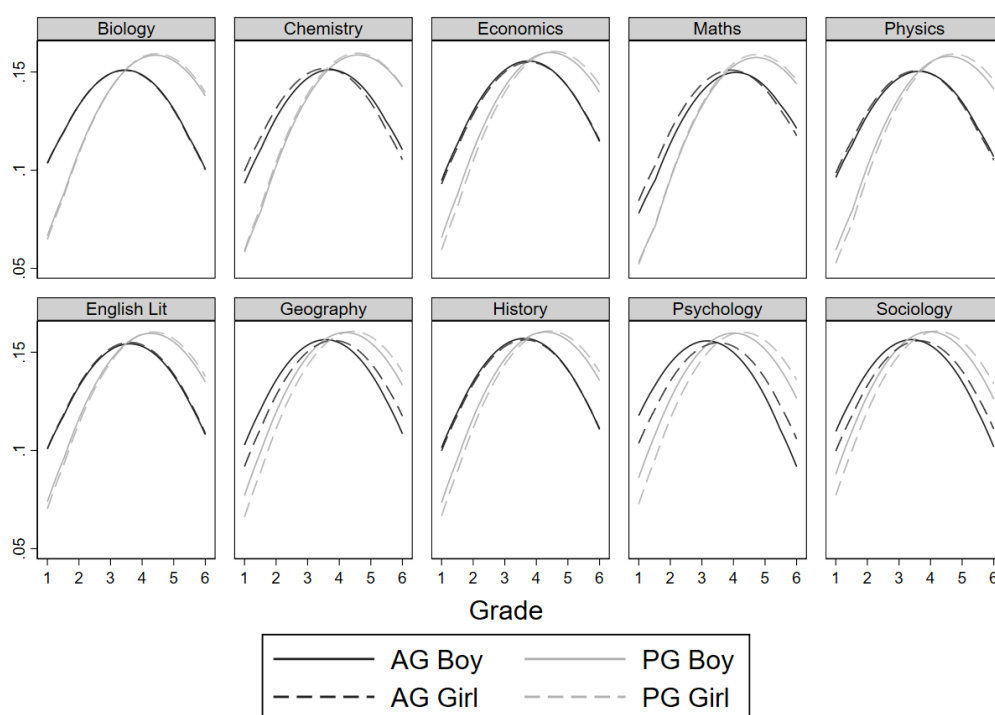 Biology Chemistry Economics Maths Physics
.15
.1
.05
English Lit Geography History Psychology Sociology
.15
.1
.05
1 2 3 4 5 6 1 2 3 4 5 6 1 2 3 4 5 6 1 2 3 4 5 6 1 2 3 4 5 6
Grade
AG Boy PG Boy
AG Girl PG Girl